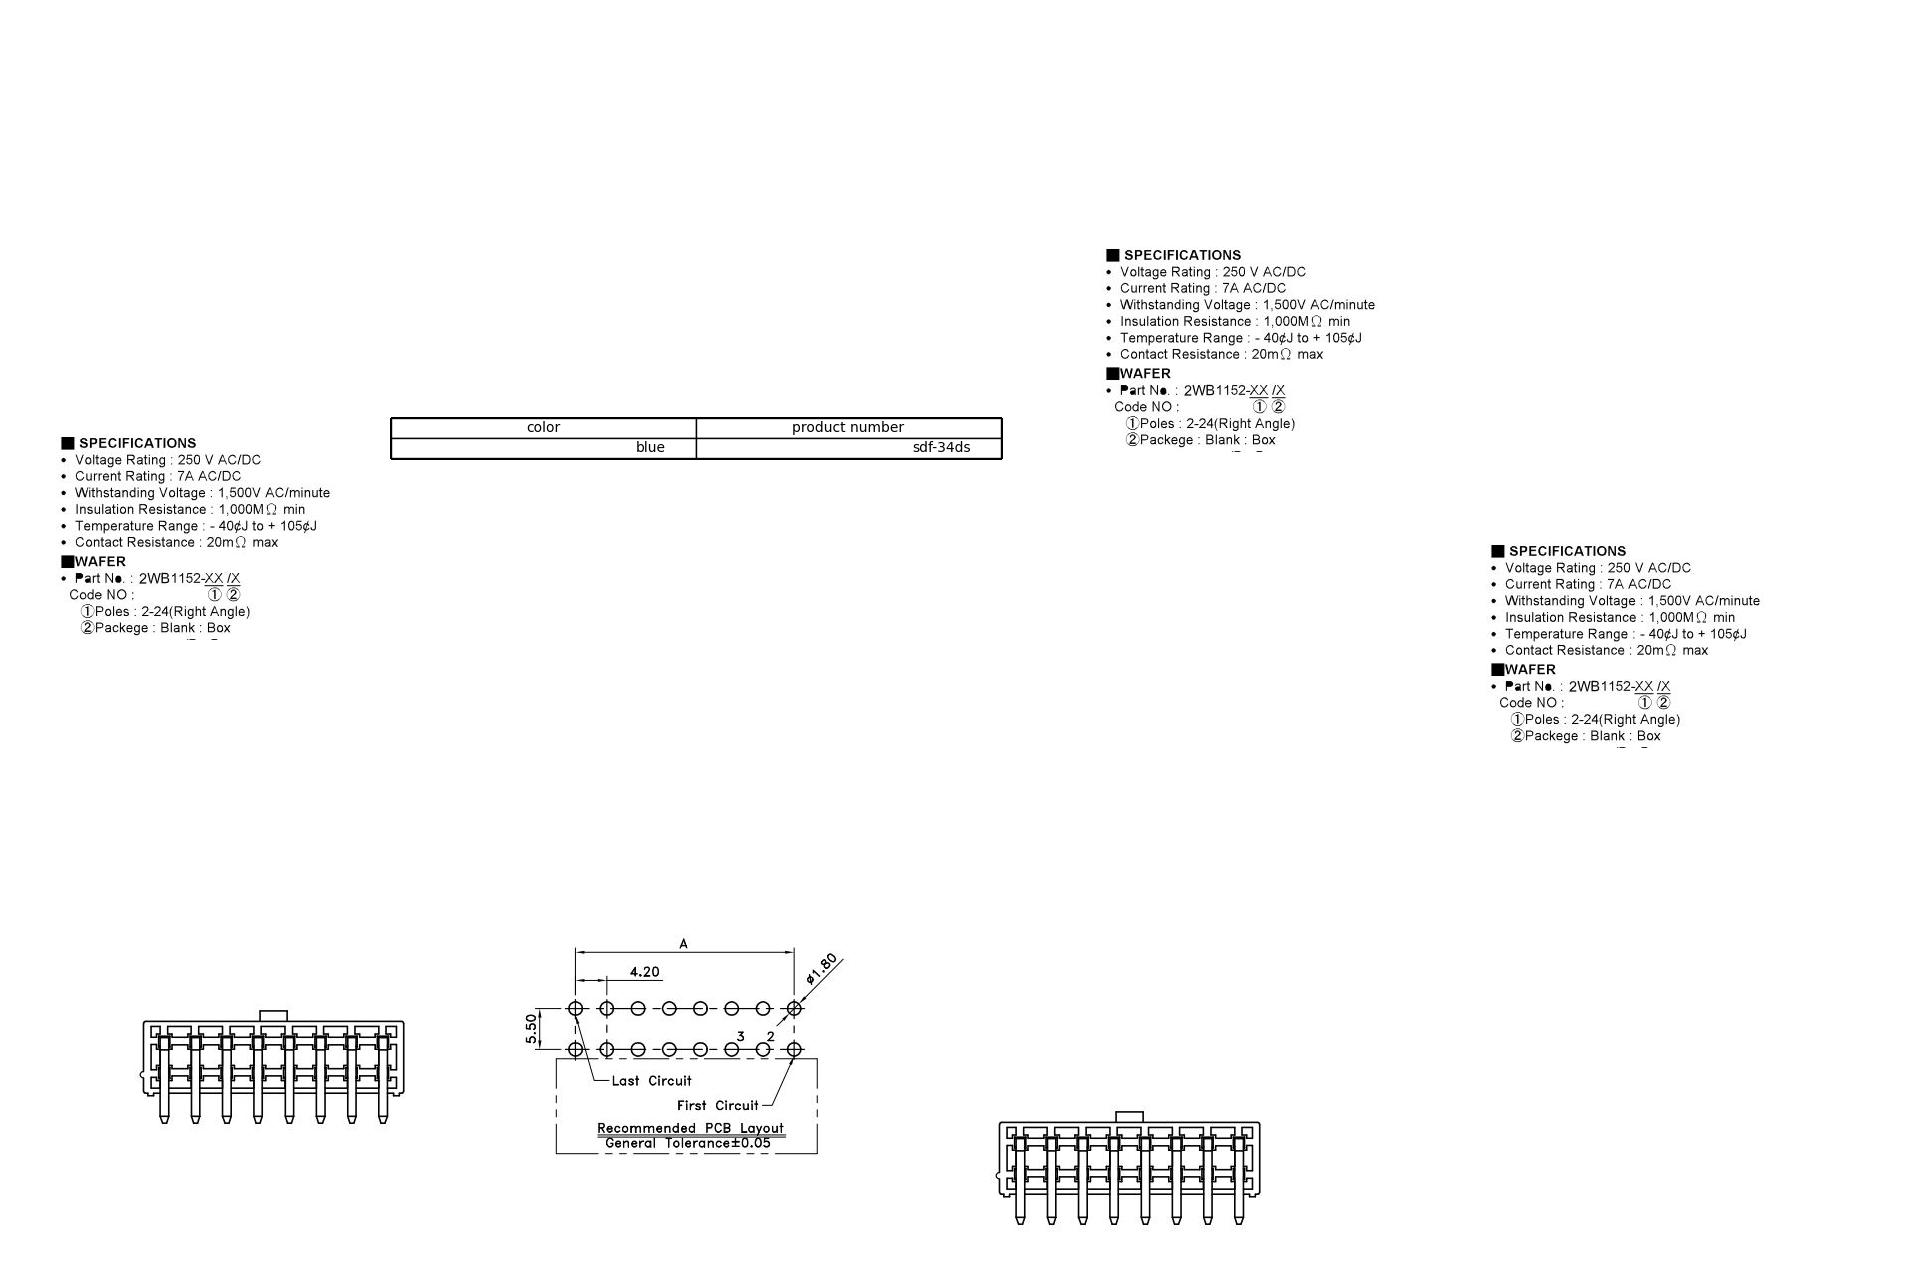 ■ SPECIFICATIONS
• Voltage Rating : 250 V AC/DC
• Current Rating : 7A AC/DC
• Withstanding Voltage : 1,500V AC/minute
• Insulation Resistance : 1,000MΩ min
• Temperature Range : - 40¢J to + 105¢J
• Contact Resistance : 20mΩ max
■WAFER
• Part No. : 2WB1152-XX /X
Code NO : ① ②
①Poles : 2-24(Right Angle)
②Packege : Blank : Box
color product number
blue sdf-34ds
■ SPECIFICATIONS
• Voltage Rating : 250 V AC/DC
• Current Rating : 7A AC/DC
• Withstanding Voltage : 1,500V AC/minute
• Insulation Resistance : 1,000MΩ min
• Temperature Range : - 40¢J to + 105¢J
• Contact Resistance : 20mΩ max
■WAFER
• Part No. : 2WB1152-XX /X
Code NO : ① ②
①Poles : 2-24(Right Angle)
②Packege : Blank : Box
■ SPECIFICATIONS
• Voltage Rating : 250 V AC/DC
• Current Rating : 7A AC/DC
• Withstanding Voltage : 1,500V AC/minute
• Insulation Resistance : 1,000MΩ min
• Temperature Range : - 40¢J to + 105¢J
• Contact Resistance : 20mΩ max
■WAFER
• Part No. : 2WB1152-XX /X
Code NO : ① ②
①Poles : 2-24(Right Angle)
②Packege : Blank : Box
A
4.20
ø1.80
5.50
3 2
Last Circuit
First Circuit
Recommended PCB Layout
General Tolerance±0.05